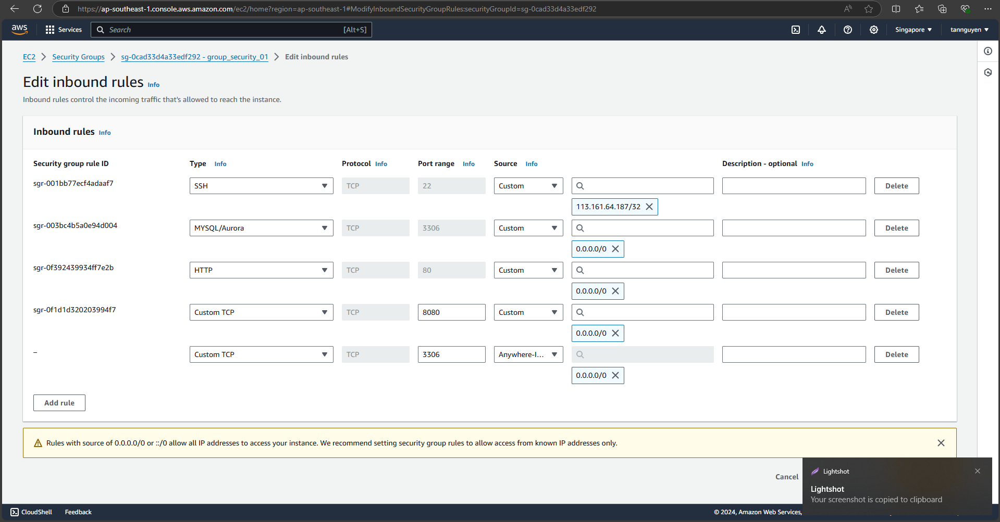 https://ap-southeast-1.console.aws.amazon.com/ec2/home?region=ap-southeast-1#ModifyInboundSecurityGroupRules:securityGroupId=sg-0cad33d4a33edf292
aws Services Search [Alt+S] Singapore tannguyen
EC2 Security Groups sg-0cad33d4a33edf292 - group_security_01 Edit inbound rules
Edit inbound rules Info
Inbound rules control the incoming traffic that's allowed to reach the instance.
Inbound rules Info
Security group rule ID Type Info Protocol Info Port range Info Source Info Description - optional Info
sgr-001bb77ecf4adaaf7 SSH TCP 22 Custom Delete
113.161.64.187/32
sgr-003bc4b5a0e94d004 MYSQL/Aurora TCP 3306 Custom Delete
0.0.0.0/0
sgr-0f392439934ff7e2b HTTP TCP 80 Custom Delete
0.0.0.0/0
sgr-0f1d1d320203994f7 Custom TCP TCP 8080 Custom Delete
0.0.0.0/0
– Custom TCP TCP 3306 Anywhere-I... Delete
0.0.0.0/0
Add rule
Rules with source of 0.0.0.0/0 or ::/0 allow all IP addresses to access your instance. We recommend setting security group rules to allow access from known IP addresses only.
Cancel
Lightshot
Lightshot
Your screenshot is copied to clipboard
CloudShell Feedback © 2024, Amazon Web Services,